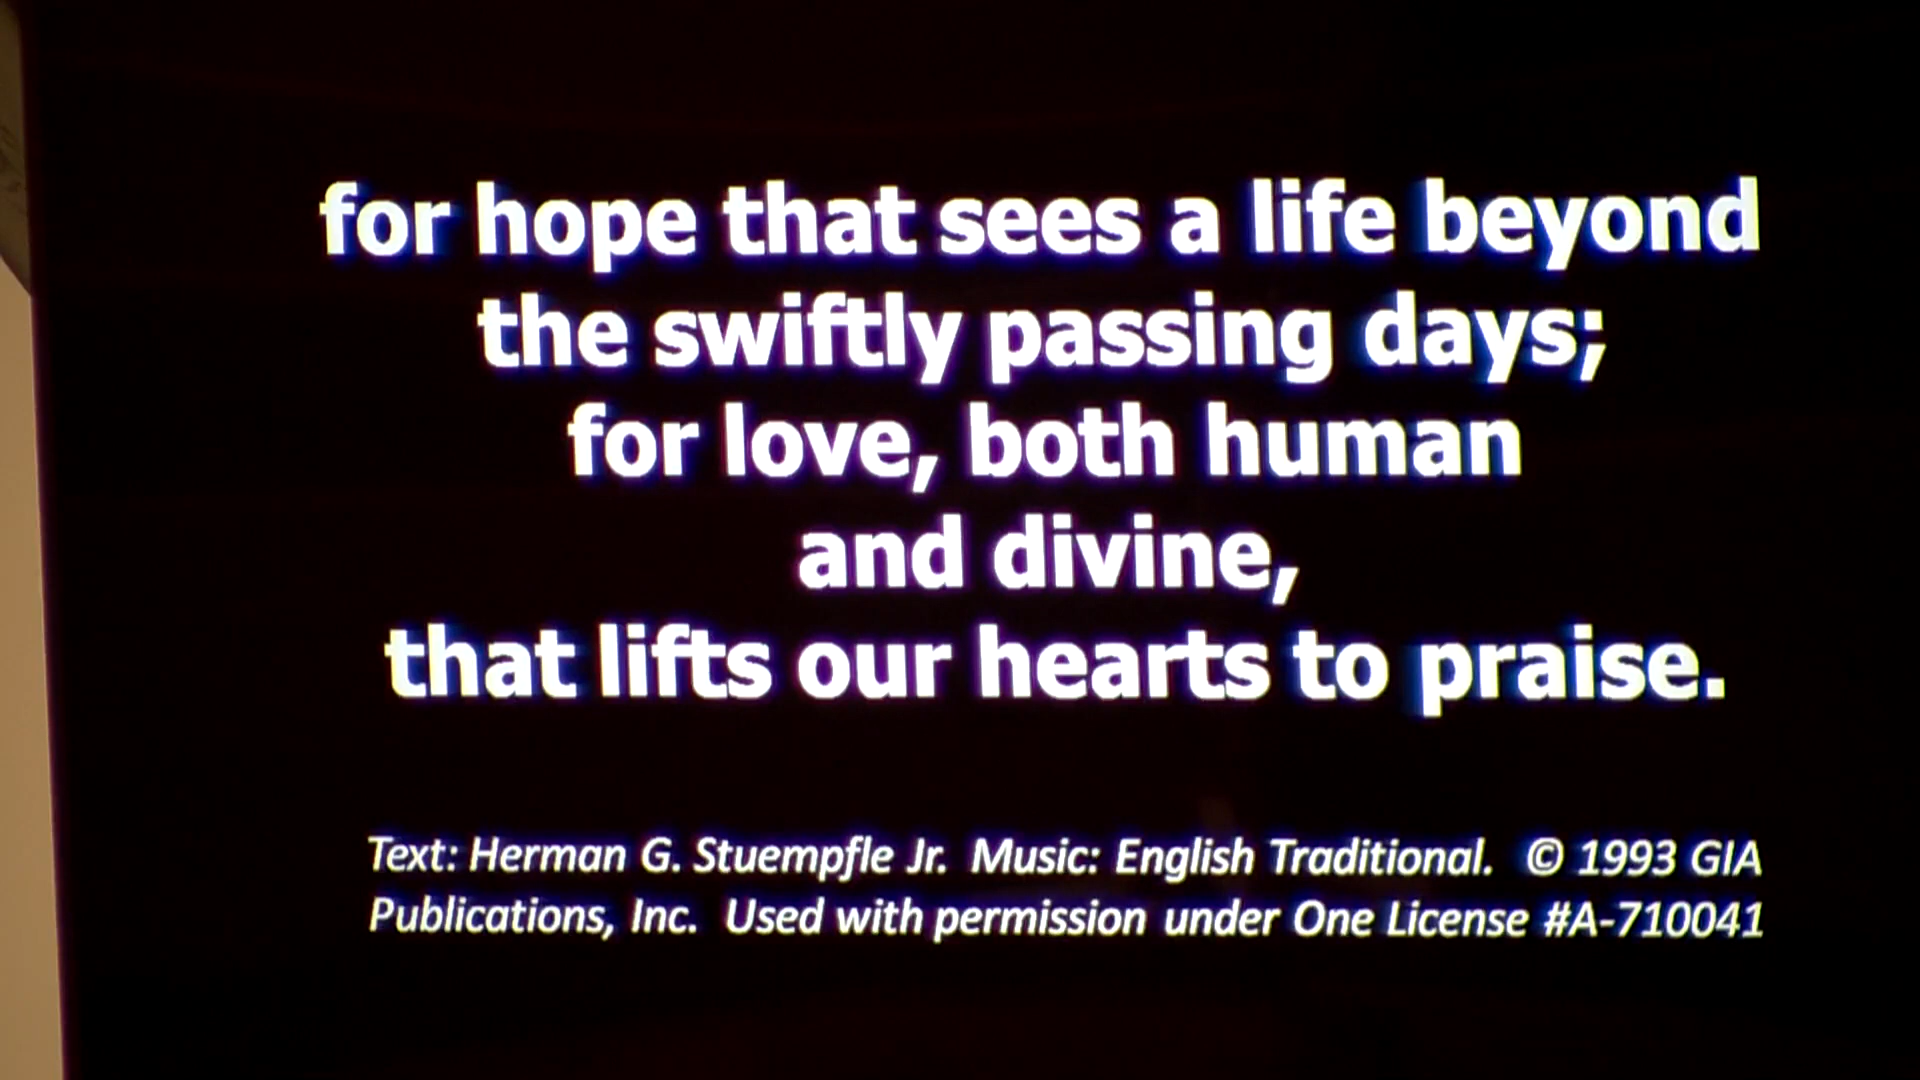 for hope that sees a life beyond
the swiftly passing days;
for love, both human
and divine,
that lifts our hearts to praise.
Text: Herman G. Stuempfle Jr.  Music: English Traditional.  © 1993 GIA
Publications, Inc.  Used with permission under One License #A-710041